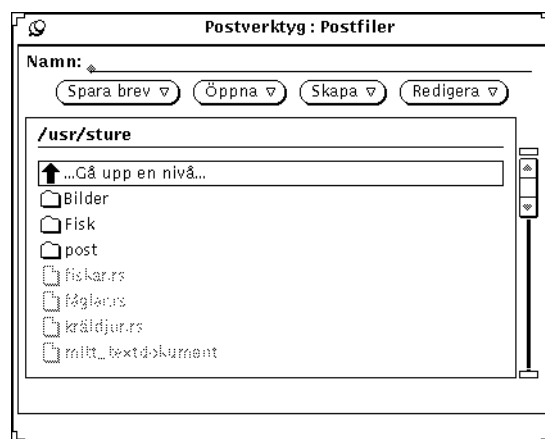 Postverktyg : Postfiler
Namn:
Spara brev Öppna Skapa Redigera
/usr/sture
...Gå upp en nivå...
Bilder
Fisk
post
fiskar.rs
fåglar.rs
kräldjur.rs
mitt_textdokument